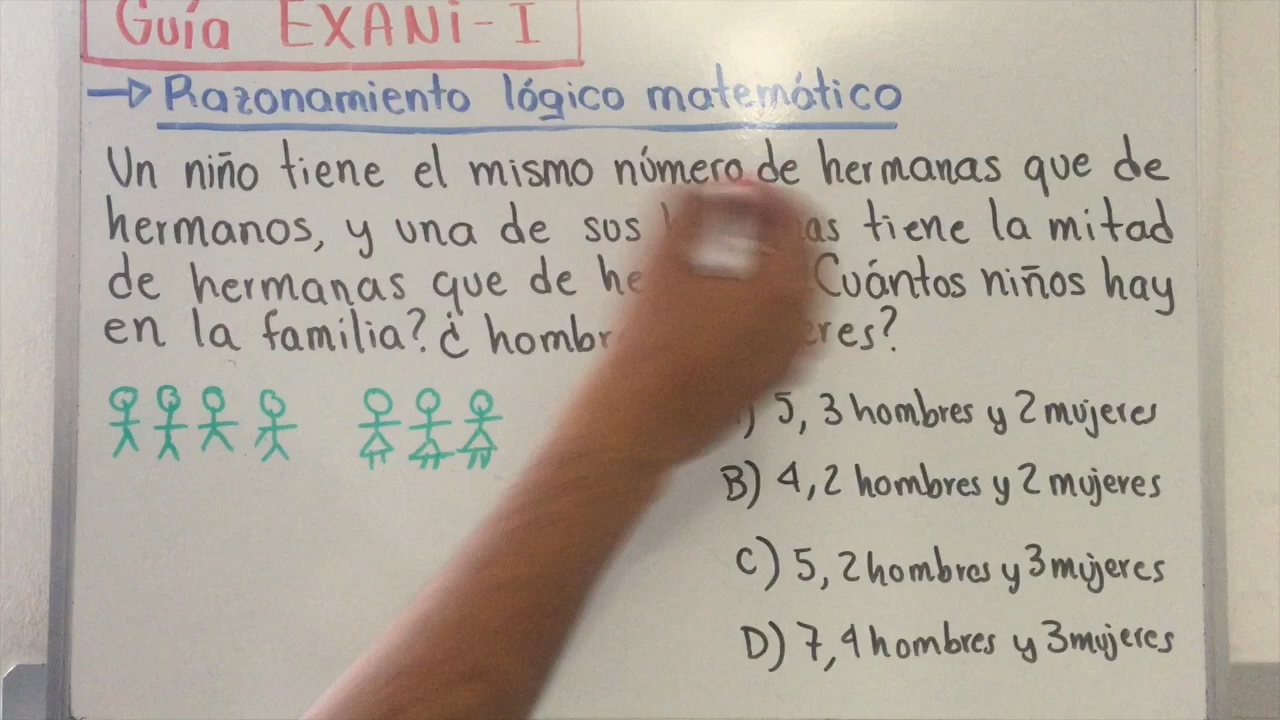 Guía EXANi-I
Razonamiento lógico matemático
Un niño tiene el mismo número de hermanas que de
hermanos, y una de sus tiene la mitad
de hermanas que de Cuántos niños hay
en la familia? ¿
A) 5, 3 hombres y 2 mujeres
B) 4, 2 hombres y 2 mujeres
C) 5, 2 hombres y 3 mujeres
D) 7, 4 hombres y 3 mujeres